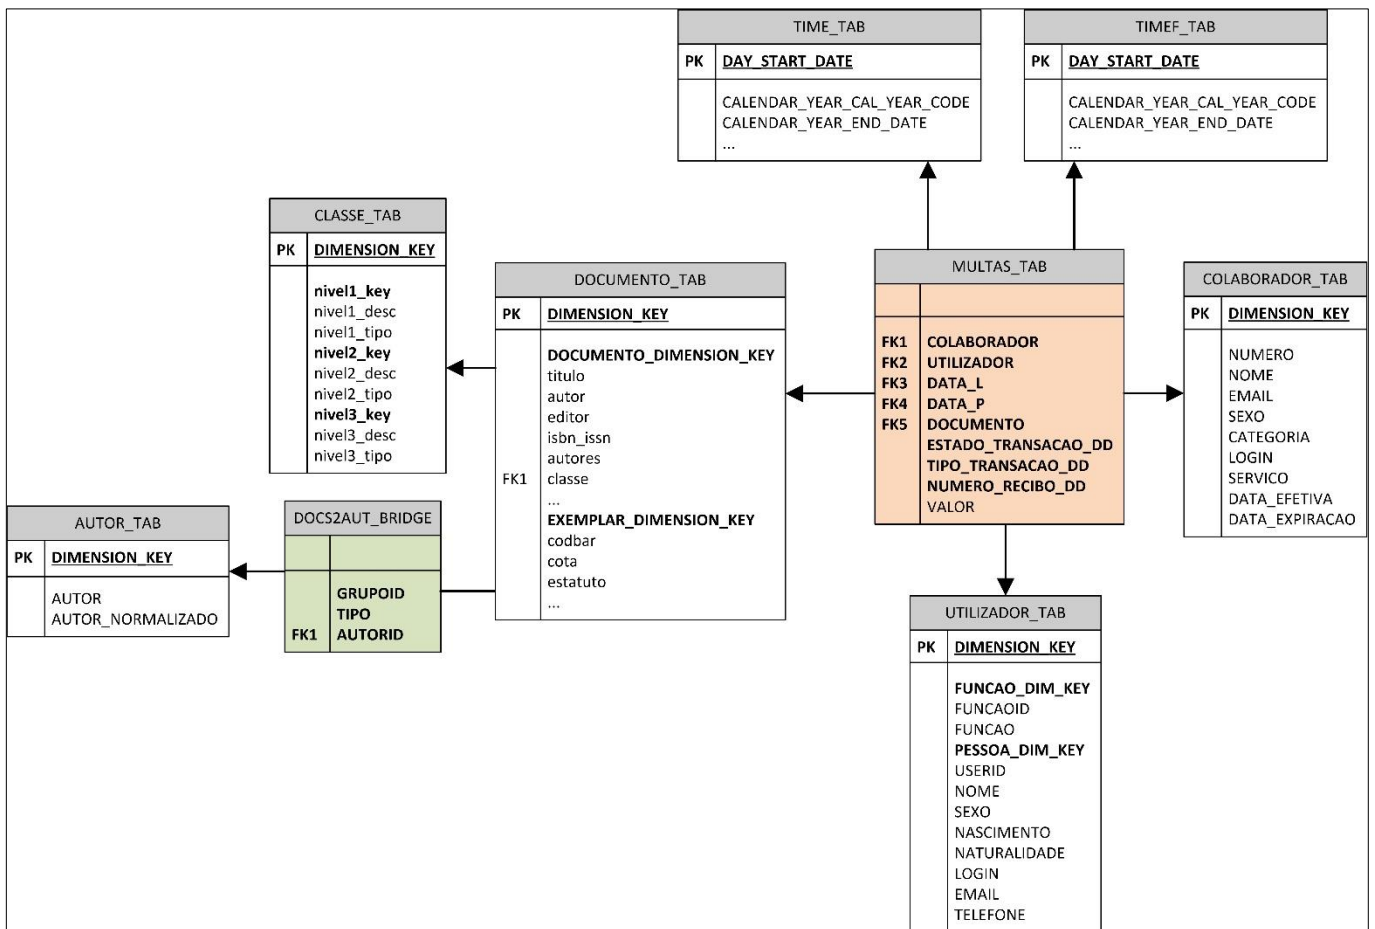 TIME_TAB
PK DAY_START_DATE
CALENDAR_YEAR_CAL_YEAR_CODE
CALENDAR_YEAR_END_DATE
...
TIMEF_TAB
PK DAY_START_DATE
CALENDAR_YEAR_CAL_YEAR_CODE
CALENDAR_YEAR_END_DATE
...
CLASSE_TAB
PK DIMENSION_KEY
nivel1_key
nivel1_desc
nivel1_tipo
nivel2_key
nivel2_desc
nivel2_tipo
nivel3_key
nivel3_desc
nivel3_tipo
DOCUMENTO_TAB
PK DIMENSION_KEY
DOCUMENTO_DIMENSION_KEY
titulo
autor
editor
isbn_issn
autores
FK1 classe
...
EXEMPLAR_DIMENSION_KEY
codbar
cota
estatuto
...
MULTAS_TAB
FK1 COLABORADOR
FK2 UTILIZADOR
FK3 DATA_L
FK4 DATA_P
FK5 DOCUMENTO
ESTADO_TRANSACAO_DD
TIPO_TRANSACAO_DD
NUMERO_RECIBO_DD
VALOR
COLABORADOR_TAB
PK DIMENSION_KEY
NUMERO
NOME
EMAIL
SEXO
CATEGORIA
LOGIN
SERVICO
DATA_EFETIVA
DATA_EXPIRACAO
AUTOR_TAB
PK DIMENSION_KEY
AUTOR
AUTOR_NORMALIZADO
DOCS2AUT_BRIDGE
GRUPOID
TIPO
FK1 AUTORID
UTILIZADOR_TAB
PK DIMENSION_KEY
FUNCAO_DIM_KEY
FUNCAOID
FUNCAO
PESSOA_DIM_KEY
USERID
NOME
SEXO
NASCIMENTO
NATURALIDADE
LOGIN
EMAIL
TELEFONE